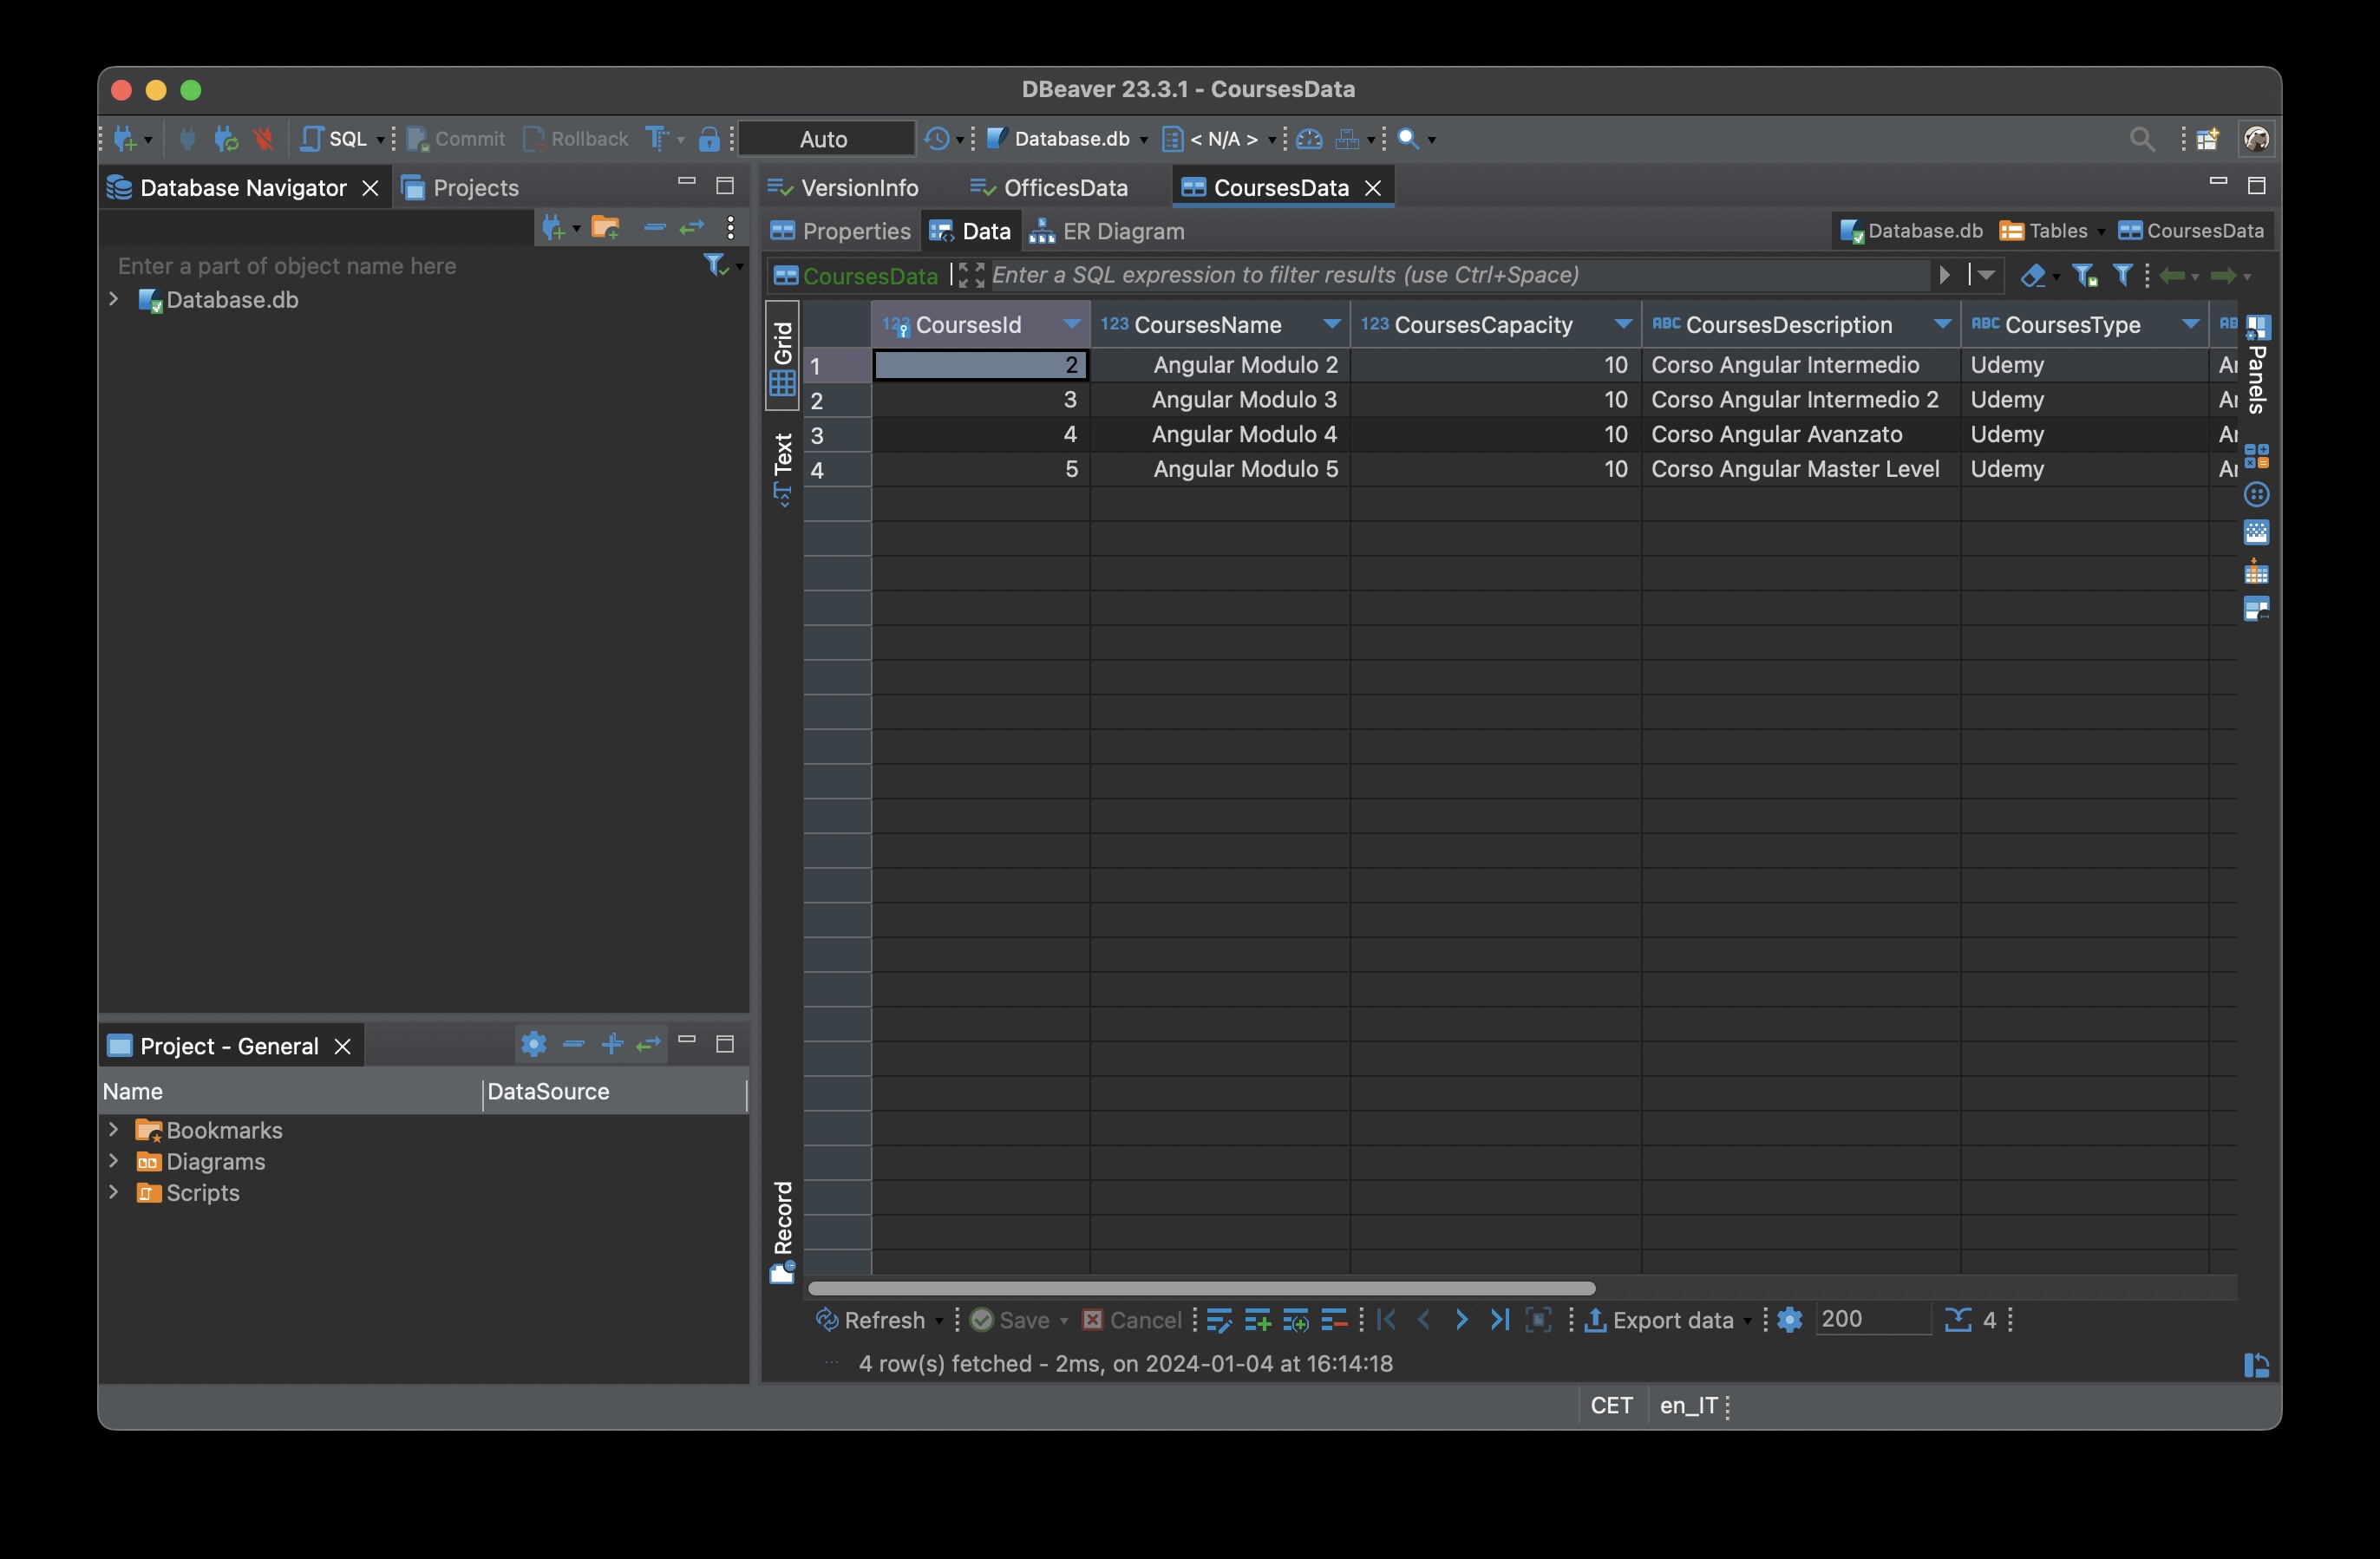 DBeaver 23.3.1 - CoursesData
SQL Commit Rollback Auto Database.db < N/A >
Database Navigator Projects
VersionInfo OfficesData CoursesData
Properties Data ER Diagram Database.db Tables CoursesData
Enter a part of object name here
CoursesData Enter a SQL expression to filter results (use Ctrl+Space)
Database.db
Grid
Text
Record
Panels
123 CoursesId 123 CoursesName 123 CoursesCapacity ABC CoursesDescription ABC CoursesType AB
1 2 Angular Modulo 2 10 Corso Angular Intermedio Udemy
2 3 Angular Modulo 3 10 Corso Angular Intermedio 2 Udemy
3 4 Angular Modulo 4 10 Corso Angular Avanzato Udemy
4 5 Angular Modulo 5 10 Corso Angular Master Level Udemy
Project - General
Name DataSource
Bookmarks
Diagrams
Scripts
Refresh Save Cancel Export data 200 4
4 row(s) fetched - 2ms, on 2024-01-04 at 16:14:18
CET en_IT